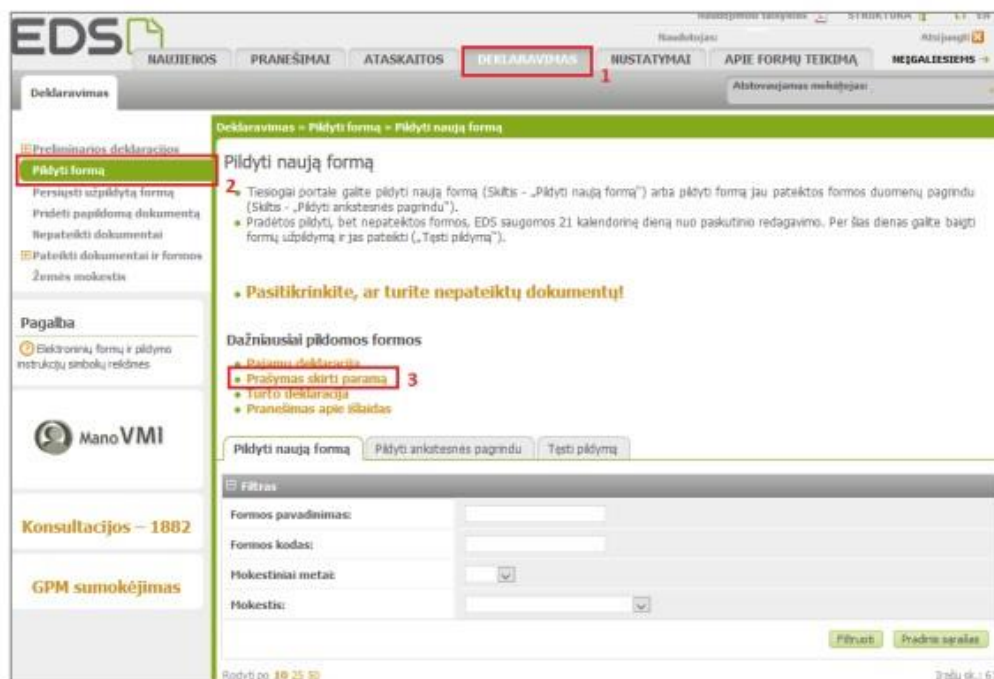 EDS
STRUKTŪRA EN
Naudotojas: Atsijungti
NAUJIENOS PRANEŠIMAI ATASKAITOS DEKLARAVIMAS NUSTATYMAI APIE FORMŲ TEIKIMĄ NEĮGALIESIEMS
1
Deklaravimas
Atstovaujamas mokėtojas:
Deklaravimas » Pildyti formą » Pildyti naują formą
Preliminarios deklaracijos
Pildyti formą
2
Persiųsti užpildytą formą
Pridėti papildomą dokumentą
Nepateikti dokumentai
Pateikti dokumentai ir formos
Žemės mokestis
Pagalba
Elektroninių formų ir pildymo
instrukcijų simbolių reikšmės
Mano VMI
Konsultacijos – 1882
GPM sumokėjimas
Pildyti naują formą
Tiesiogiai portale galite pildyti naują formą (Skiltis - „Pildyti naują formą") arba pildyti formą jau pateiktos formos duomenų pagrindu
(Skiltis - „Pildyti ankstesnės pagrindu").
Pradėtos pildyti, bet nepateiktos formos, EDS saugomos 21 kalendorinę dieną nuo paskutinio redagavimo. Per šias dienas galite baigti
formų užpildymą ir jas pateikti („Tęsti pildymą").
Pasitikrinkite, ar turite nepateiktų dokumentų!
Dažniausiai pildomos formos
Pajamų deklaracija
Prašymas skirti paramą 3
Turto deklaracija
Pranešimas apie išlaidas
Pildyti naują formą Pildyti ankstesnės pagrindu Tęsti pildymą
Filtras
Formos pavadinimas:
Formos kodas:
Mokestiniai metai:
Mokestis:
Filtruoti Pradinis sąrašas
Rodyti po 10 25 50 Įrašų sk.: 6